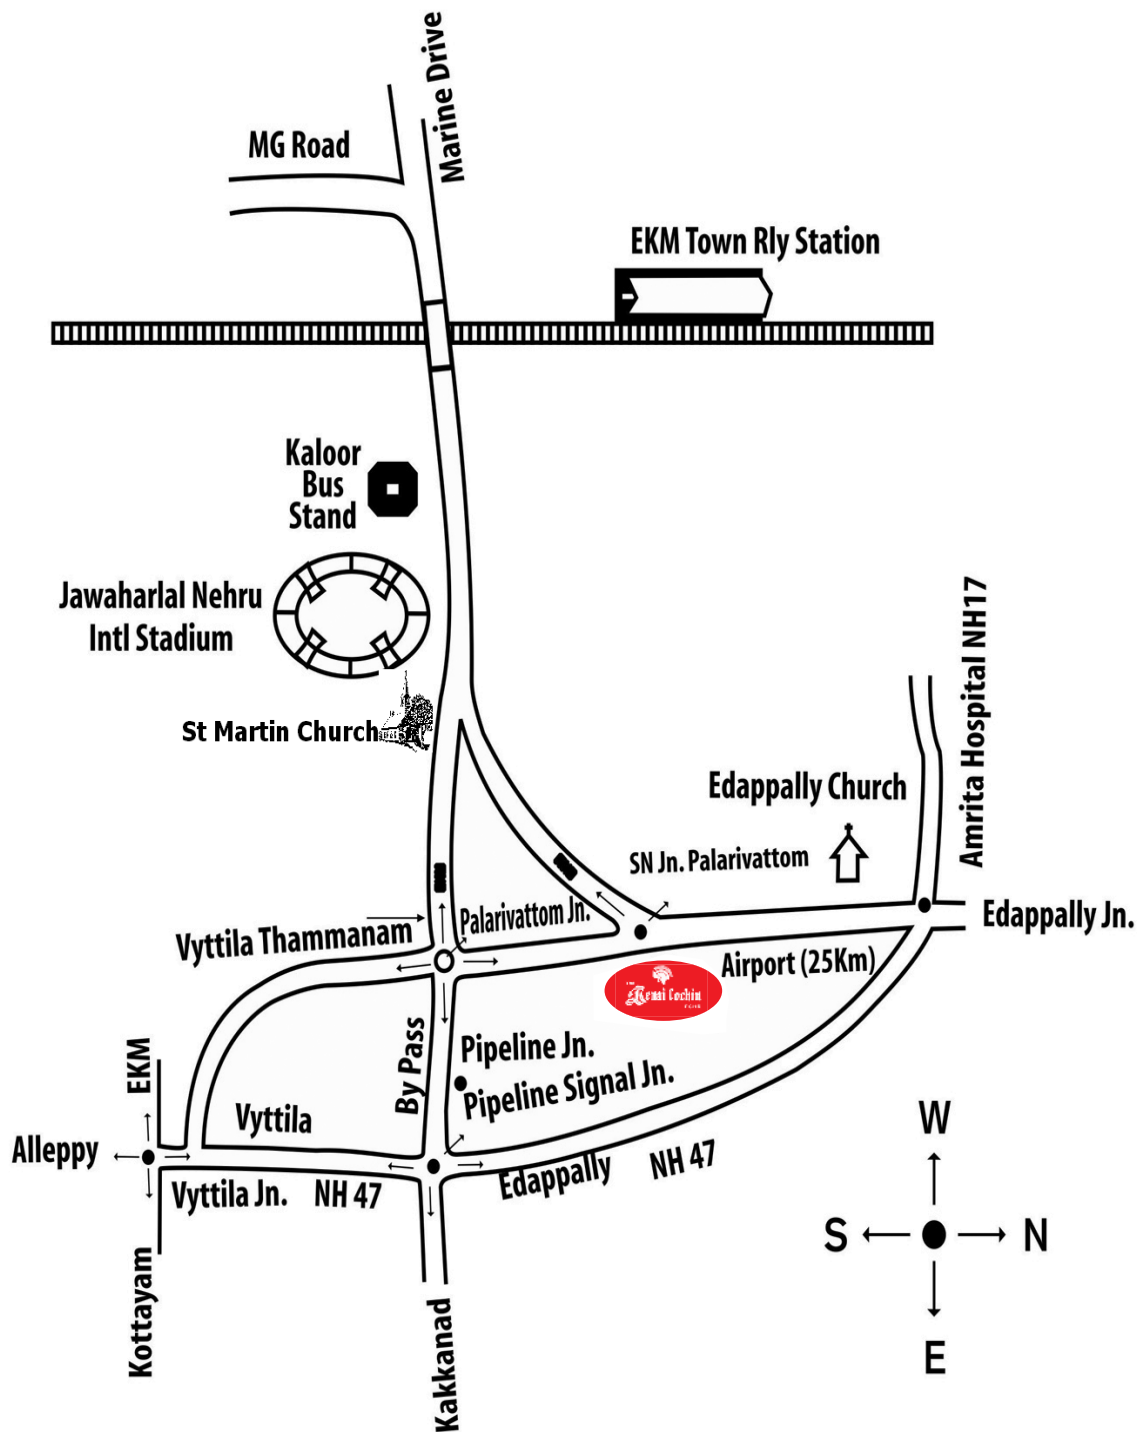 Marine Drive
MG Road
EKM Town Rly Station
Kaloor
Bus
Stand
Jawaharlal Nehru
Intl Stadium
St Martin Church
Amrita Hospital NH17
Edappally Church
SN Jn. Palarivattom
Palarivattom Jn.
Edappally Jn.
Vyttila Thammanam
Airport (25Km)
Cochin
By Pass
Pipeline Jn.
Pipeline Signal Jn.
EKM
Vyttila
Alleppy
Vyttila Jn.
NH 47
Edappally
NH 47
Kottayam
Kakkanad
W
S
N
E